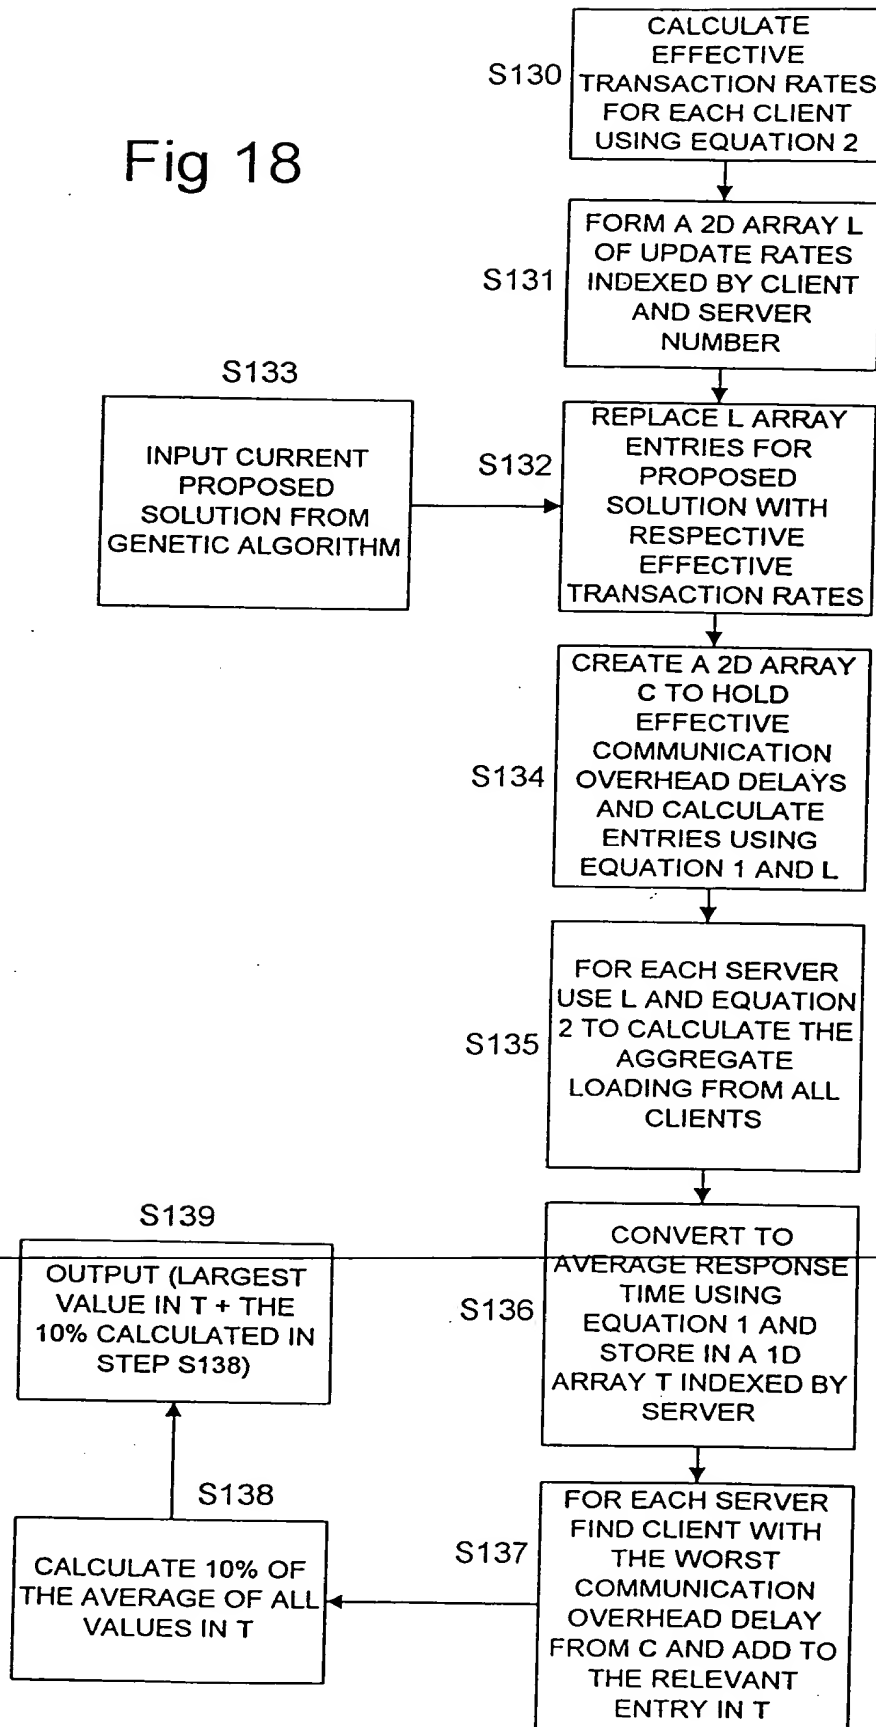 Fig 18
S130
CALCULATE
EFFECTIVE
TRANSACTION RATES
FOR EACH CLIENT
USING EQUATION 2
S131
FORM A 2D ARRAY L
OF UPDATE RATES
INDEXED BY CLIENT
AND SERVER
NUMBER
S133
INPUT CURRENT
PROPOSED
SOLUTION FROM
GENETIC ALGORITHM
S132
REPLACE L ARRAY
ENTRIES FOR
PROPOSED
SOLUTION WITH
RESPECTIVE
EFFECTIVE
TRANSACTION RATES
S134
CREATE A 2D ARRAY
C TO HOLD
EFFECTIVE
COMMUNICATION
OVERHEAD DELAYS
AND CALCULATE
ENTRIES USING
EQUATION 1 AND L
S135
FOR EACH SERVER
USE L AND EQUATION
2 TO CALCULATE THE
AGGREGATE
LOADING FROM ALL
CLIENTS
S136
CONVERT TO
AVERAGE RESPONSE
TIME USING
EQUATION 1 AND
STORE IN A 1D
ARRAY T INDEXED BY
SERVER
S137
FOR EACH SERVER
FIND CLIENT WITH
THE WORST
COMMUNICATION
OVERHEAD DELAY
FROM C AND ADD TO
THE RELEVANT
ENTRY IN T
S138
CALCULATE 10% OF
THE AVERAGE OF ALL
VALUES IN T
S139
OUTPUT (LARGEST
VALUE IN T + THE
10% CALCULATED IN
STEP S138)